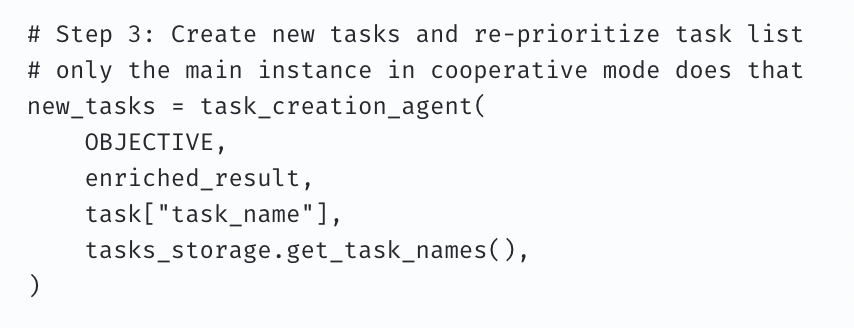 # Step 3: Create new tasks and re-prioritize task list
# only the main instance in cooperative mode does that
new_tasks = task_creation_agent(
    OBJECTIVE,
    enriched_result,
    task["task_name"],
    tasks_storage.get_task_names(),
)